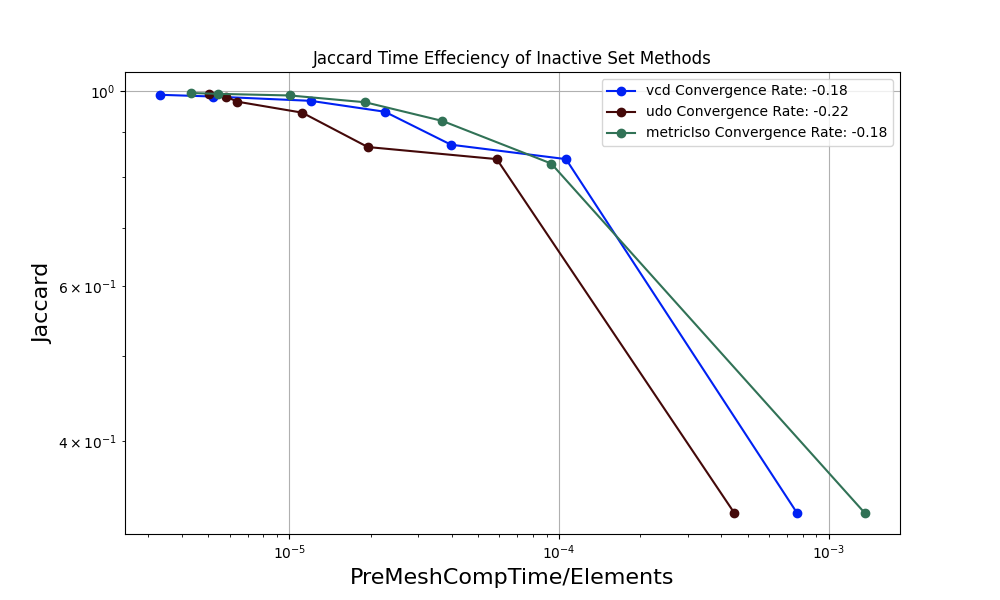 Jaccard Time Effeciency of Inactive Set Methods
vcd Convergence Rate: -0.18
udo Convergence Rate: -0.22
metricIso Convergence Rate: -0.18
Jaccard
10⁰
6 × 10⁻¹
4 × 10⁻¹
10⁻⁵
10⁻⁴
10⁻³
PreMeshCompTime/Elements